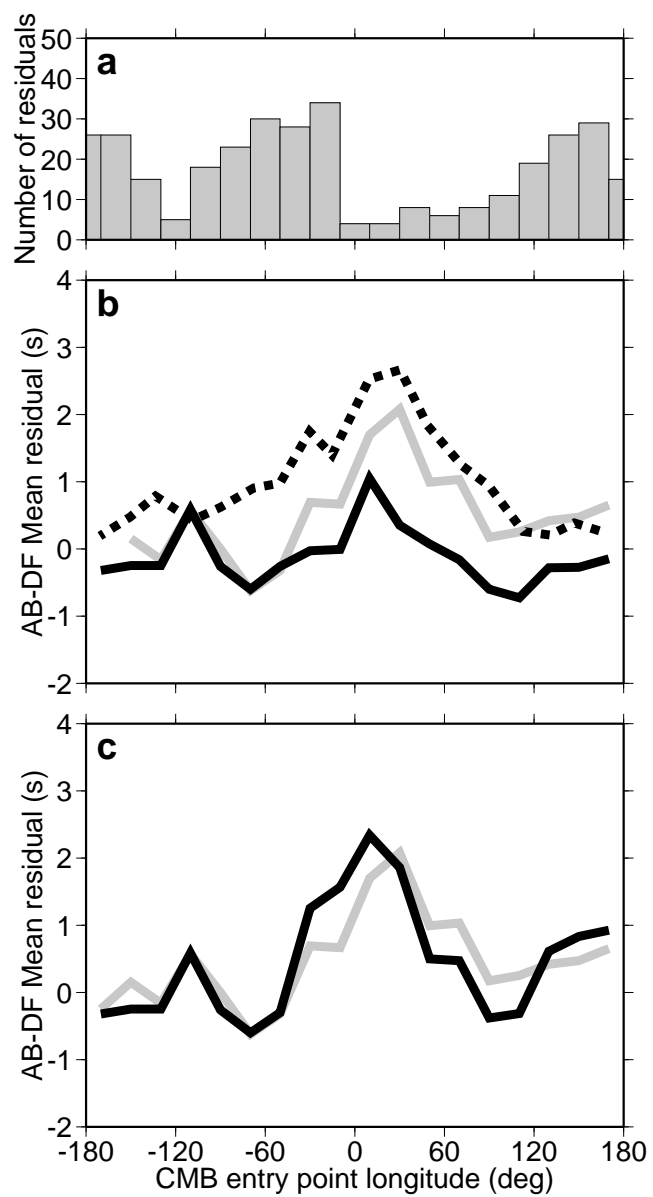 a
Number of residuals
50
40
30
20
10
0
b
AB-DF Mean residual (s)
4
3
2
1
0
-1
-2
c
AB-DF Mean residual (s)
4
3
2
1
0
-1
-2
-180 -120 -60 0 60 120 180
CMB entry point longitude (deg)